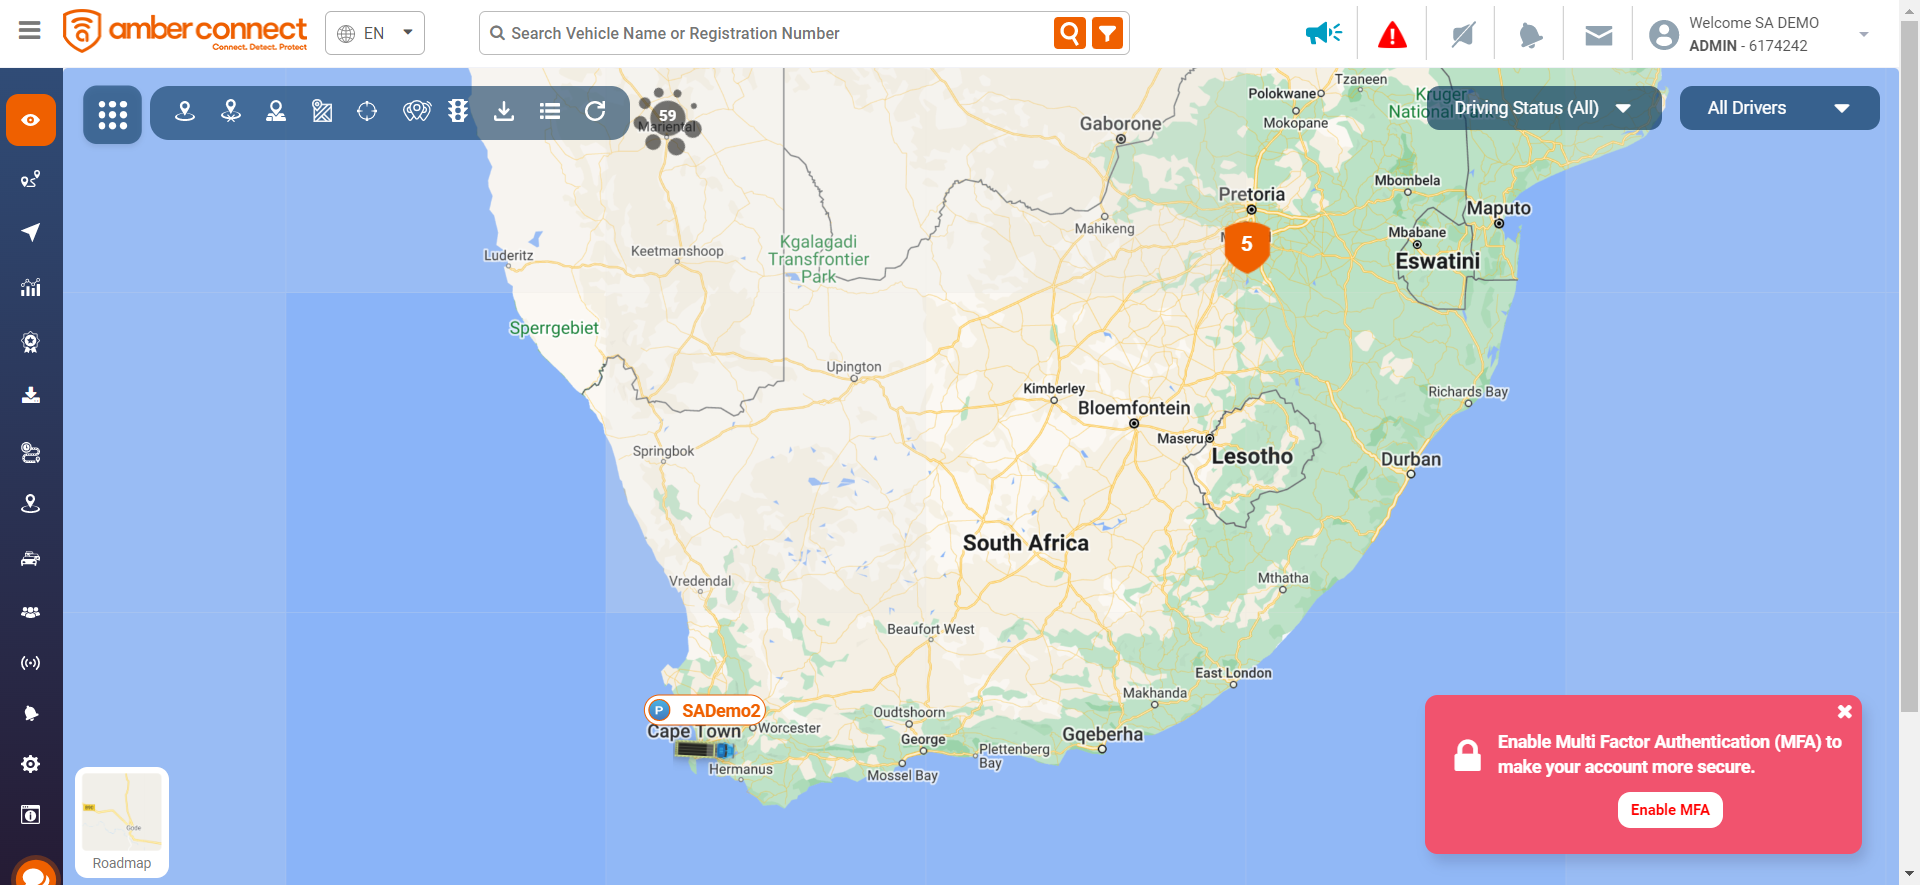 amber connect
Connect. Detect. Protect
EN
Search Vehicle Name or Registration Number
Welcome SA DEMO
ADMIN - 6174242
59
Mariental
Driving Status (All)
All Drivers
Tzaneen
Polokwane
Kruger
Mokopane
Gaborone
Mbombela
Pretoria
Maputo
Mahikeng
Mbabane
5
Eswatini
Kgalagadi
Transfrontier
Park
Keetmanshoop
Luderitz
Sperrgebiet
Upington
Kimberley
Richards Bay
Bloemfontein
Maseru
Lesotho
Durban
Springbok
South Africa
Vredendal
Mthatha
Beaufort West
East London
Makhanda
P SADemo2
Cape Town
Worcester
Oudtshoorn
George
Plettenberg
Bay
Gqeberha
Hermanus
Mossel Bay
Enable Multi Factor Authentication (MFA) to
make your account more secure.
Enable MFA
Gode
Roadmap